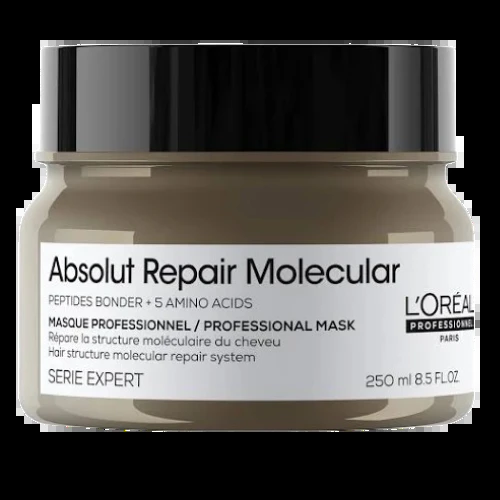 Absolut Repair Molecular
PEPTIDES BONDER + 5 AMINO ACIDS
MASQUE PROFESSIONNEL / PROFESSIONAL MASK
Répare la structure moléculaire du cheveu
Hair structure molecular repair system
SERIE EXPERT
L'ORÉAL
PROFESSIONNEL
PARIS
250 ml 8.5 FL.OZ.